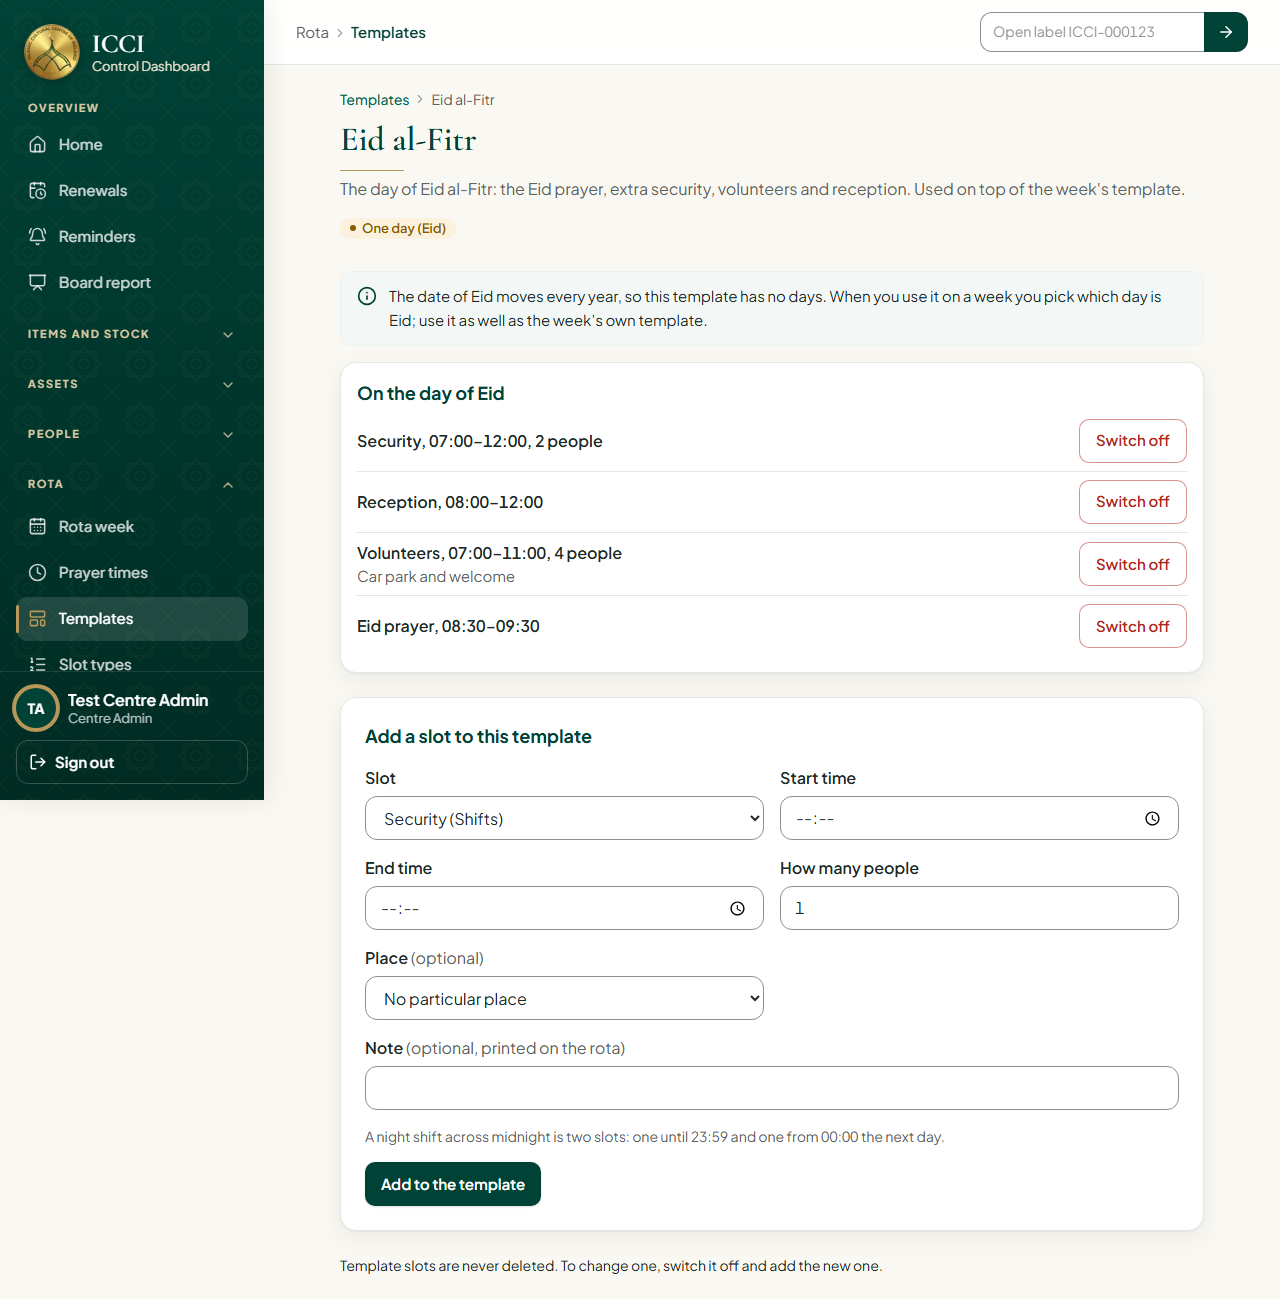 ICCI
Control Dashboard
OVERVIEW
Home
Renewals
Reminders
Board report
ITEMS AND STOCK
ASSETS
PEOPLE
ROTA
Rota week
Prayer times
Templates
Slot types
TA
Test Centre Admin
Centre Admin
Sign out
Rota > Templates
Open label ICCI-000123
Templates > Eid al-Fitr
Eid al-Fitr
The day of Eid al-Fitr: the Eid prayer, extra security, volunteers and reception. Used on top of the week's template.
One day (Eid)
The date of Eid moves every year, so this template has no days. When you use it on a week you pick which day is
Eid; use it as well as the week's own template.
On the day of Eid
Security, 07:00–12:00, 2 people
Switch off
Reception, 08:00–12:00
Switch off
Volunteers, 07:00–11:00, 4 people
Car park and welcome
Switch off
Eid prayer, 08:30–09:30
Switch off
Add a slot to this template
Slot
Security (Shifts)
Start time
--:--
End time
--:--
How many people
1
Place (optional)
No particular place
Note (optional, printed on the rota)
A night shift across midnight is two slots: one until 23:59 and one from 00:00 the next day.
Add to the template
Template slots are never deleted. To change one, switch it off and add the new one.